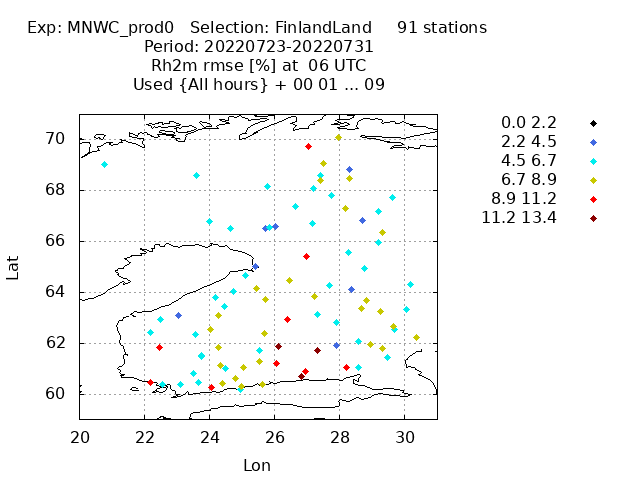 Exp: MNWC_prod0   Selection: FinlandLand     91 stations
Period: 20220723-20220731
Rh2m rmse [%] at  06 UTC
Used {All hours} + 00 01 ... 09
0.0 2.2
2.2 4.5
4.5 6.7
6.7 8.9
8.9 11.2
11.2 13.4
70
68
66
64
62
60
Lat
20 22 24 26 28 30
Lon